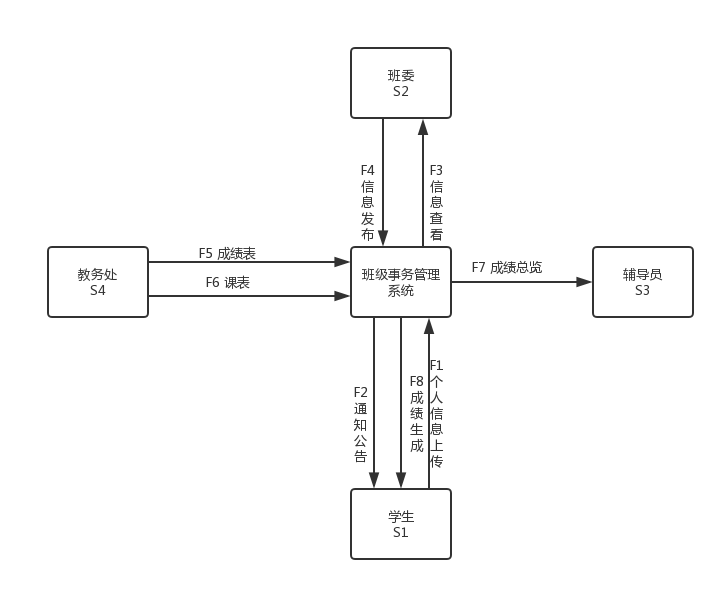 班委
S2
F4
信
息
发
布
F3
信
息
查
看
F5 成绩表
教务处
S4
F6 课表
班级事务管理
系统
F7 成绩总览
辅导员
S3
F2
通
知
公
告
F8
成
绩
生
成
F1
个
人
信
息
上
传
学生
S1